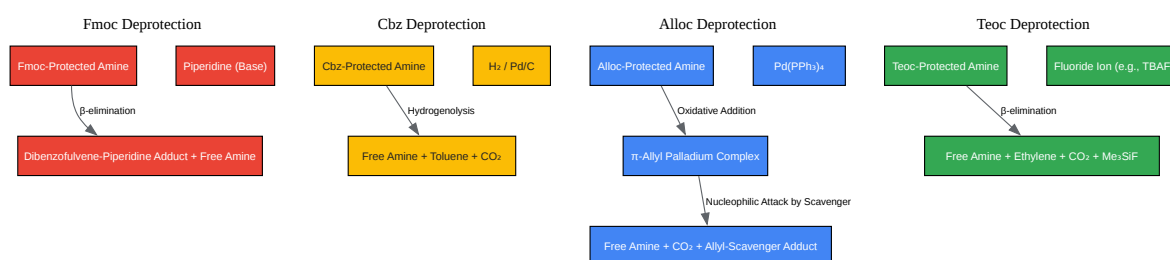 Fmoc Deprotection
Fmoc-Protected Amine
Piperidine (Base)
β-elimination
Dibenzofulvene-Piperidine Adduct + Free Amine
Cbz Deprotection
Cbz-Protected Amine
H₂ / Pd/C
Hydrogenolysis
Free Amine + Toluene + CO₂
Alloc Deprotection
Alloc-Protected Amine
Pd(PPh₃)₄
Oxidative Addition
π-Allyl Palladium Complex
Nucleophilic Attack by Scavenger
Free Amine + CO₂ + Allyl-Scavenger Adduct
Teoc Deprotection
Teoc-Protected Amine
Fluoride Ion (e.g., TBAF
β-elimination
Free Amine + Ethylene + CO₂ + Me₃SiF